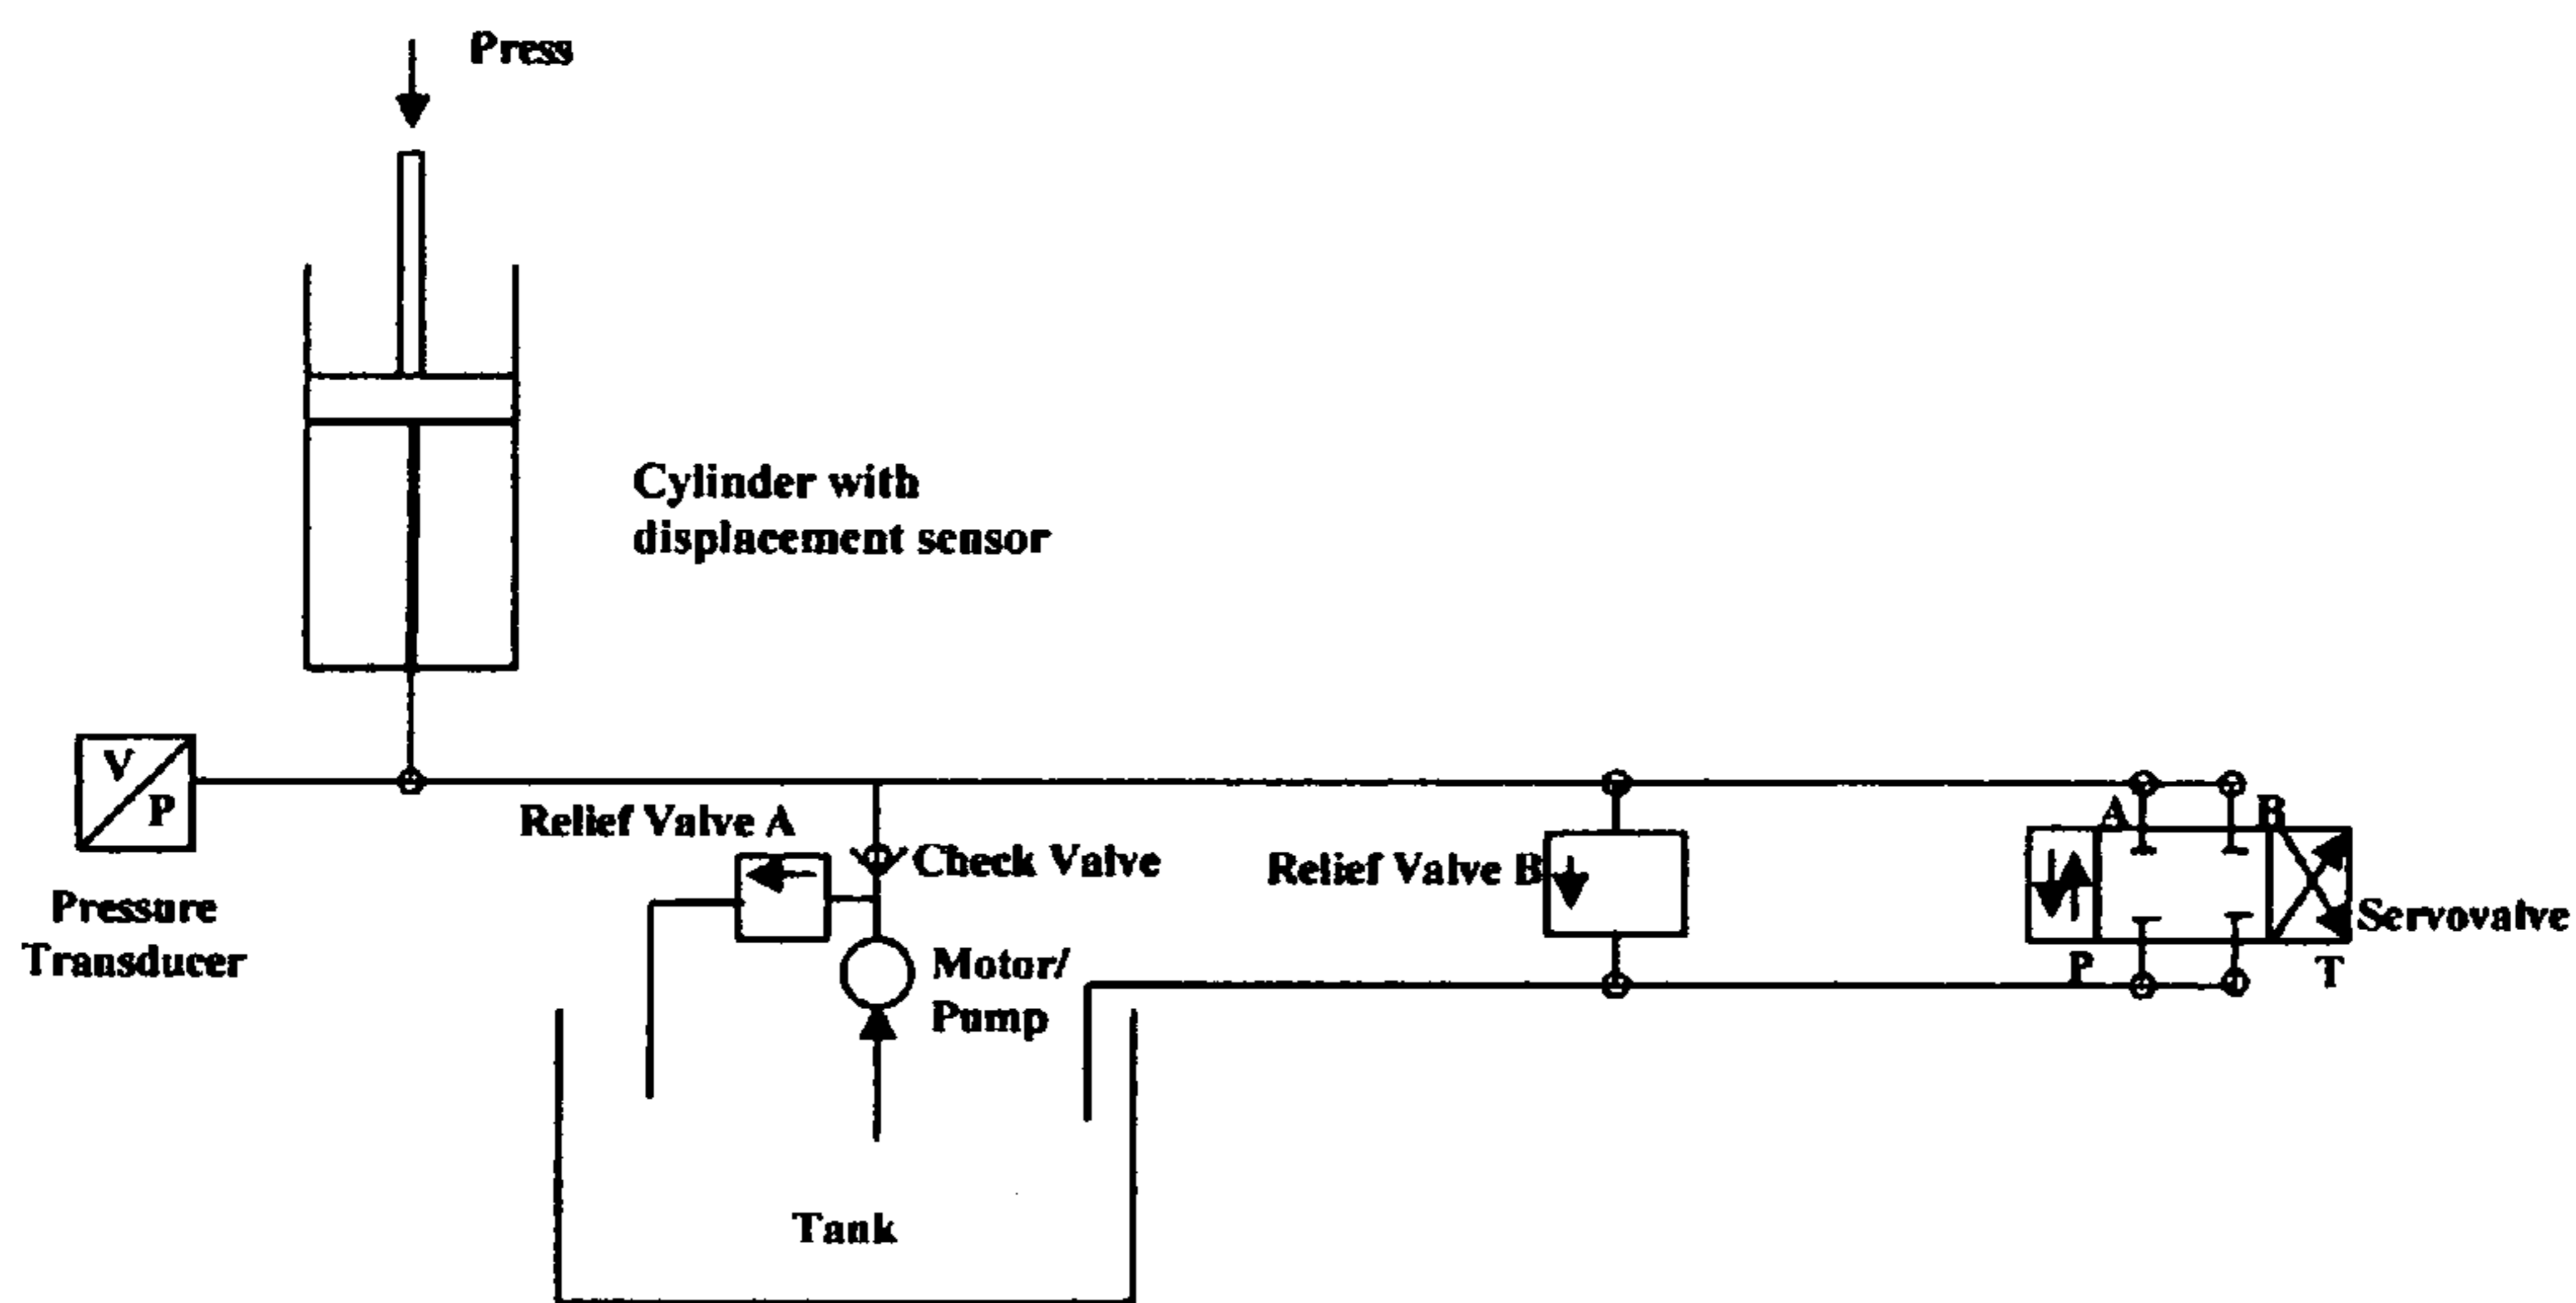 Press
Cylinder with
displacement sensor
V
P
Pressure
Transducer
Relief Valve A
Check Valve
Motor/
Pump
Tank
Relief Valve B
A
B
P
T
Servovalve